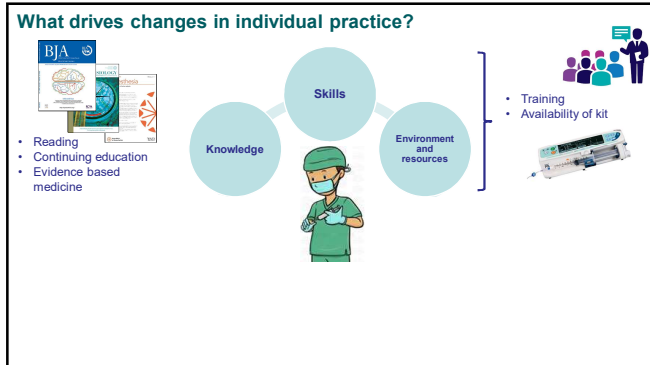 What drives changes in individual practice?
BJA
• Reading
• Continuing education
• Evidence based
medicine
Knowledge
Skills
Environment
and
resources
• Training
• Availability of kit